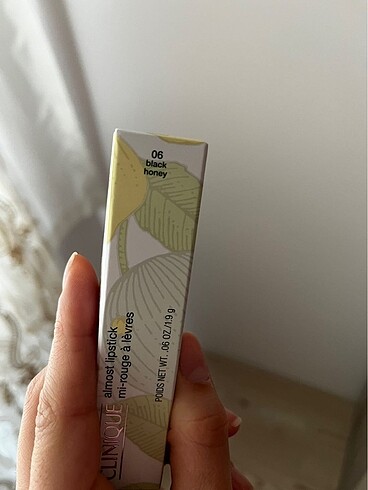 06
black
honey
CLINIQUE
almost lipstick
mi-rouge à lèvres
POIDS NET WT. .06 OZ./1.9 g